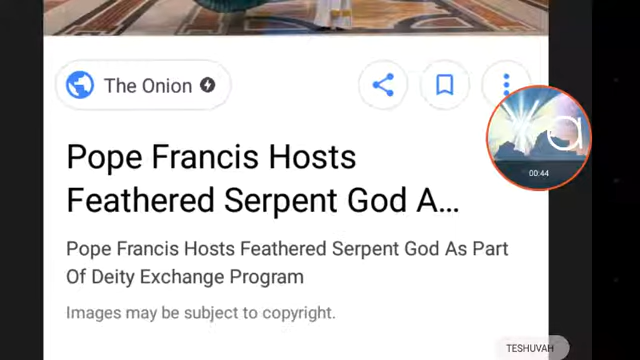 The Onion
Pope Francis Hosts
Feathered Serpent God A...
Pope Francis Hosts Feathered Serpent God As Part
Of Deity Exchange Program
Images may be subject to copyright.
a
00:44
TESHUVAH